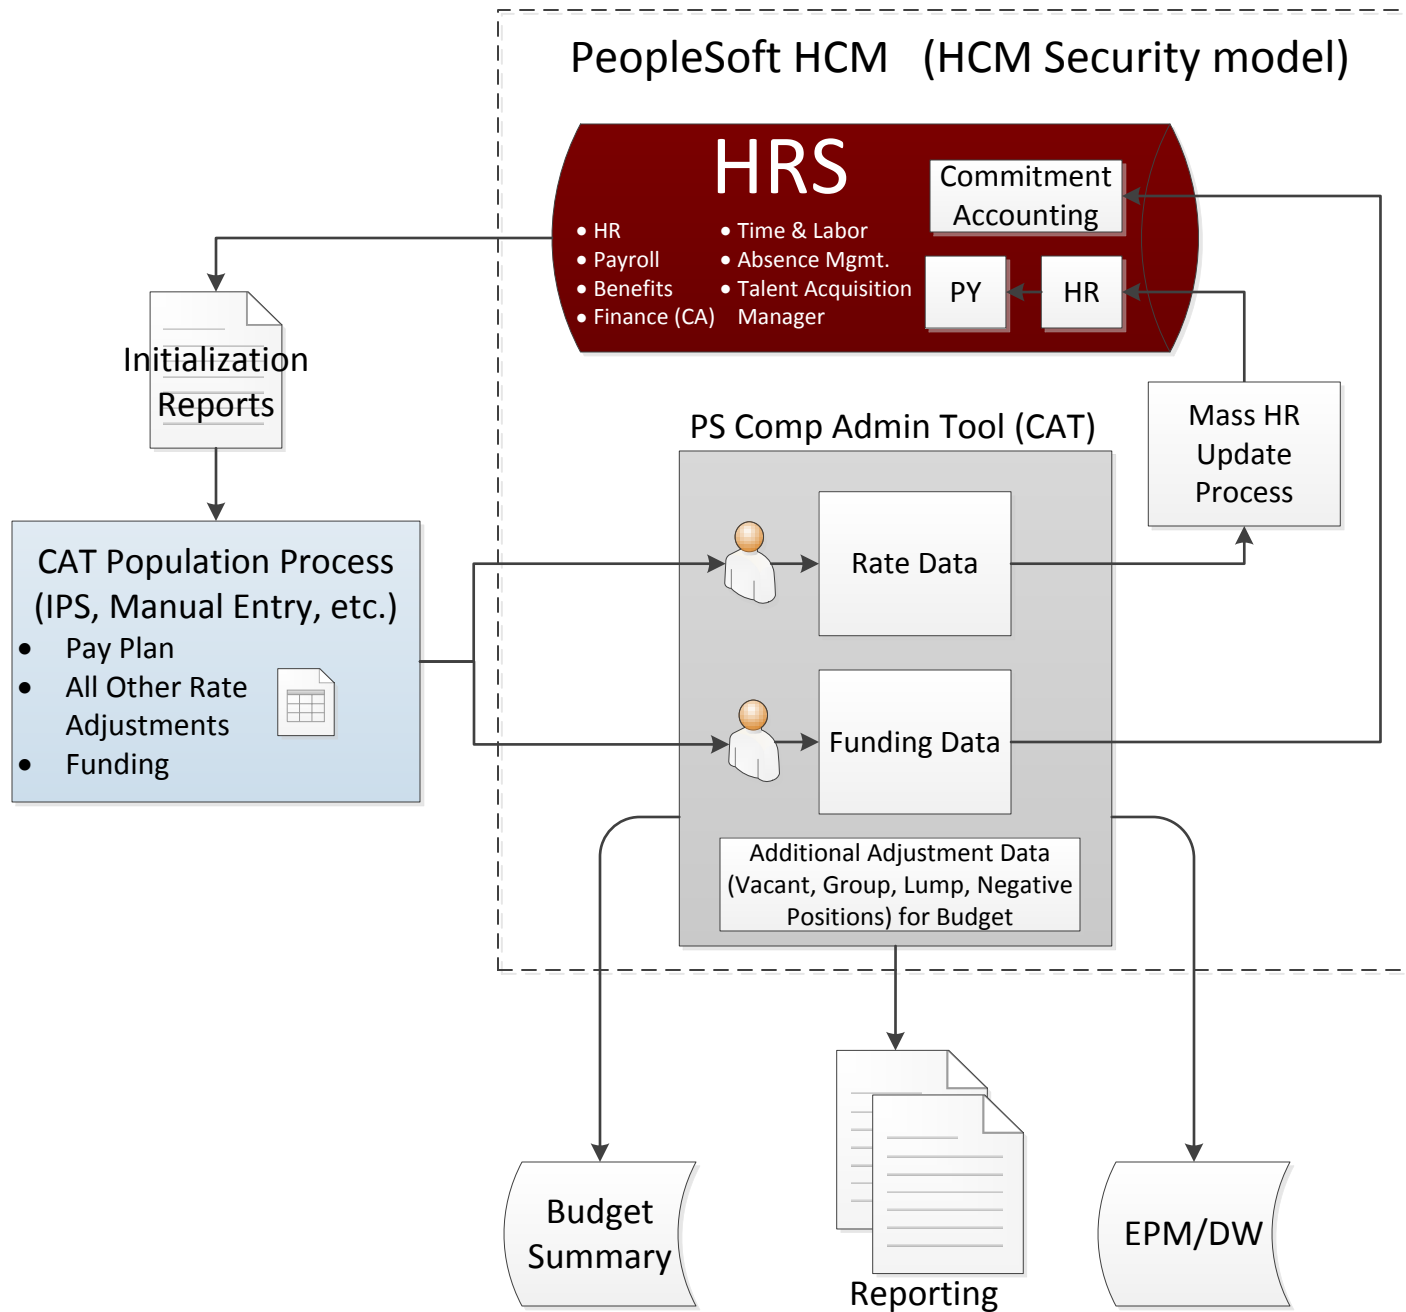 PeopleSoft HCM (HCM Security model)
HRS
• HR
• Payroll
• Benefits
• Finance (CA)
• Time & Labor
• Absence Mgmt.
• Talent Acquisition
Manager
Commitment
Accounting
PY
HR
Initialization
Reports
Mass HR
Update
Process
PS Comp Admin Tool (CAT)
CAT Population Process
(IPS, Manual Entry, etc.)
• Pay Plan
• All Other Rate
Adjustments
• Funding
Rate Data
Funding Data
Additional Adjustment Data
(Vacant, Group, Lump, Negative
Positions) for Budget
Budget
Summary
Reporting
EPM/DW